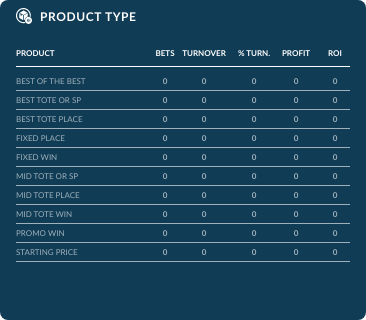 PRODUCT TYPE
PRODUCT BETS TURNOVER % TURN. PROFIT ROI
BEST OF THE BEST 0 0 0 0 0
BEST TOTE OR SP 0 0 0 0 0
BEST TOTE PLACE 0 0 0 0 0
FIXED PLACE 0 0 0 0 0
FIXED WIN 0 0 0 0 0
MID TOTE OR SP 0 0 0 0 0
MID TOTE PLACE 0 0 0 0 0
MID TOTE WIN 0 0 0 0 0
PROMO WIN 0 0 0 0 0
STARTING PRICE 0 0 0 0 0